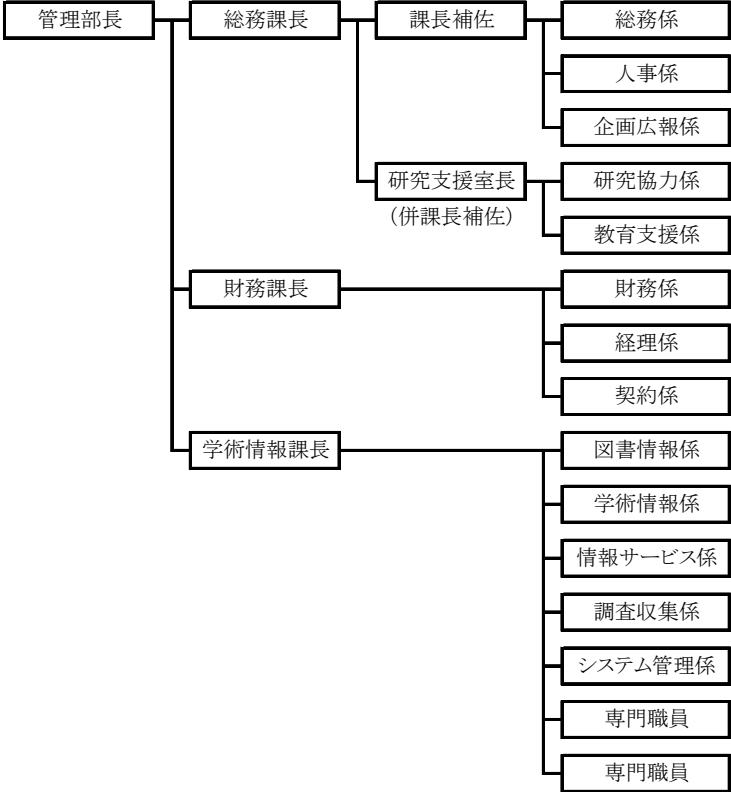 管理部長
総務課長
課長補佐
総務係
人事係
企画広報係
研究支援室長
(併課長補佐)
研究協力係
教育支援係
財務課長
財務係
経理係
契約係
学術情報課長
図書情報係
学術情報係
情報サービス係
調査収集係
システム管理係
専門職員
専門職員